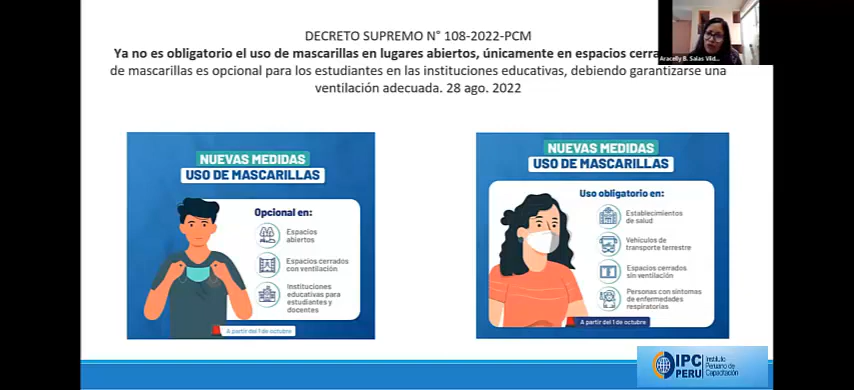 DECRETO SUPREMO N° 108-2022-PCM
Ya no es obligatorio el uso de mascarillas en lugares abiertos, únicamente en espacios cerra
de mascarillas es opcional para los estudiantes en las instituciones educativas, debiendo garantizarse una
ventilación adecuada. 28 ago. 2022
Aracelly B. Salas Vild...
NUEVAS MEDIDAS
USO DE MASCARILLAS
Opcional en:
Espacios
abiertos
Espacios cerrados
con ventilación
Instituciones
educativas para
estudiantes y
docentes
A partir del 1 de octubre
NUEVAS MEDIDAS
USO DE MASCARILLAS
Uso obligatorio en:
Establecimientos
de salud
Vehículos de
transporte terrestre
Espacios cerrados
sin ventilación
Personas con síntomas
de enfermedades
respiratorias
A partir del 1 de octubre
IPC
PERU
Instituto
Peruano de
Capacitación